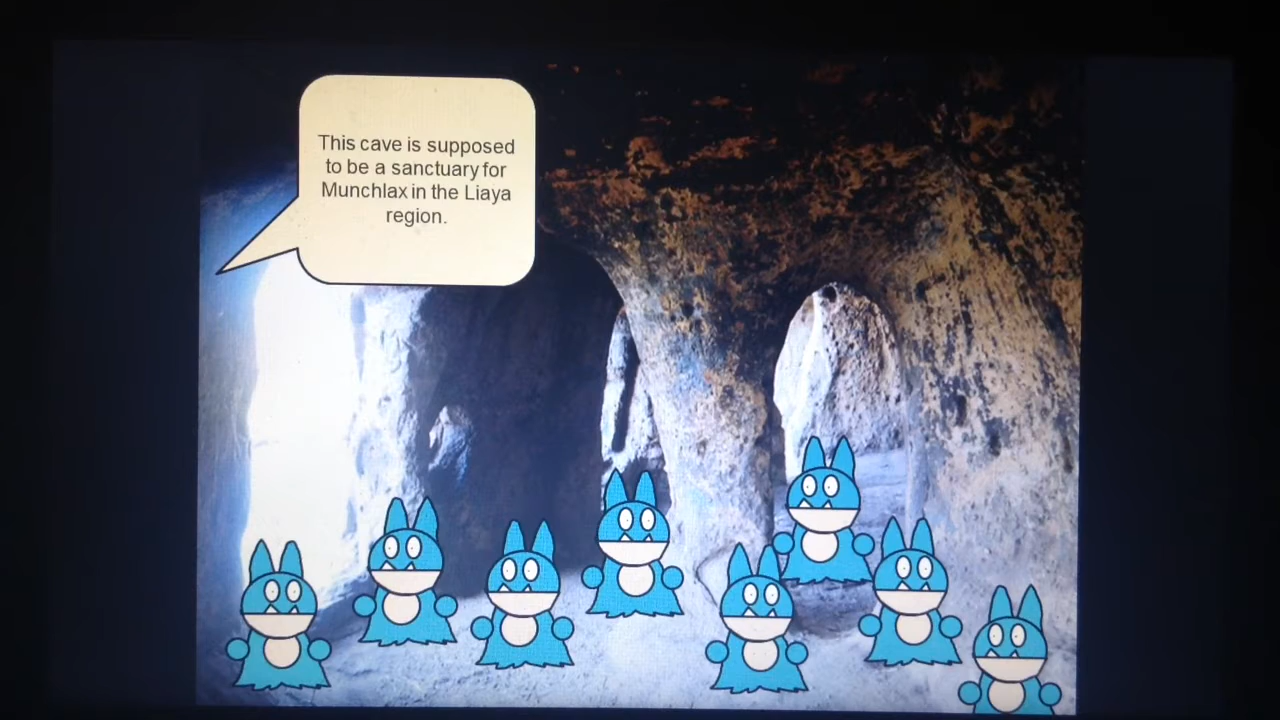 This cave is supposed
to be a sanctuary for
Munchlax in the Liaya
region.